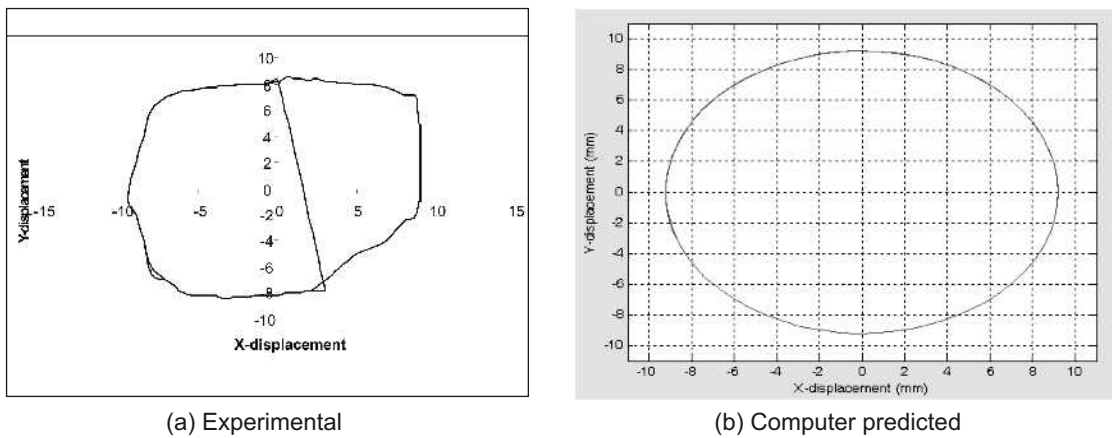 10
8
6
4
2
0
-2
-4
-6
-8
-10
-15 -10 -5 0 5 10 15
Y-displacement
X-displacement
(a) Experimental
10
8
6
4
2
0
-2
-4
-6
-8
-10
-10 -8 -6 -4 -2 0 2 4 6 8 10
Y-displacement (mm)
X-displacement (mm)
(b) Computer predicted